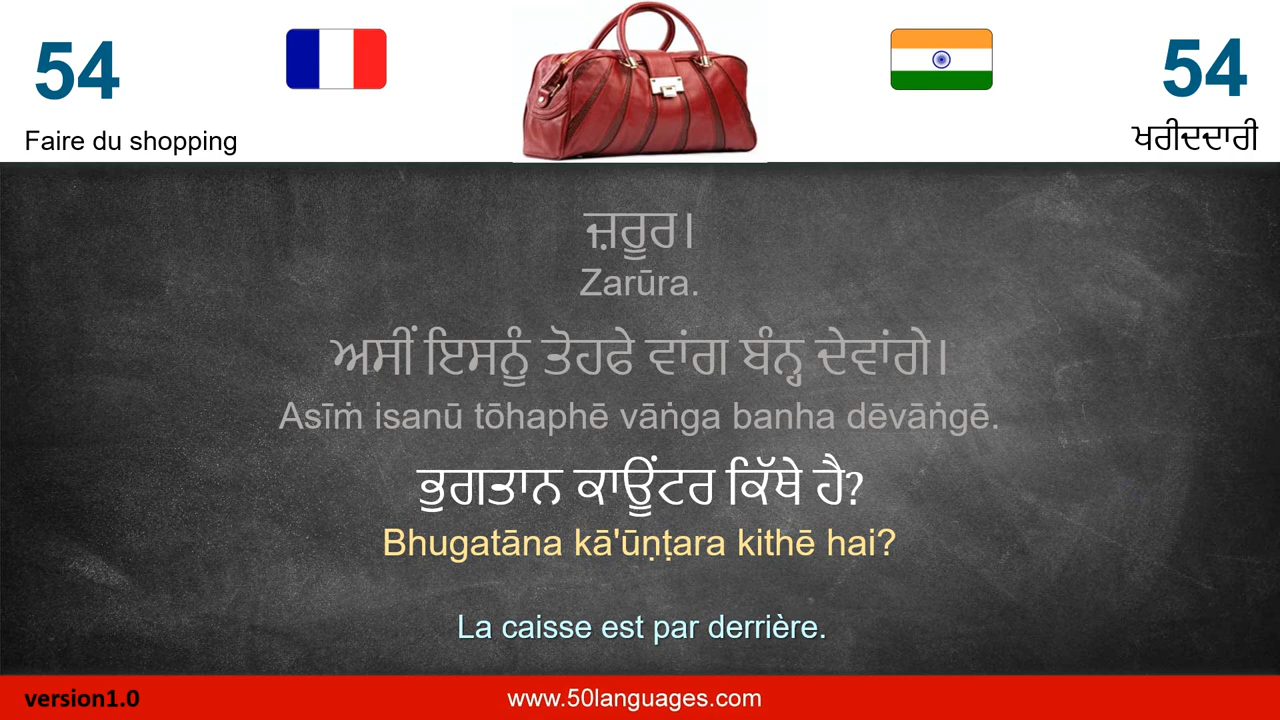 54
54
Faire du shopping
ਖਰੀਦਦਾਰੀ
ਜ਼ਰੂਰ।
Zarūra.
ਅਸੀਂ ਇਸਨੂੰ ਤੋਹਫੇ ਵਾਂਗ ਬੰਨ੍ਹ ਦੇਵਾਂਗੇ।
Asīṁ isanū tōhaphē vāṅga banha dēvāṅgē.
ਭੁਗਤਾਨ ਕਾਊਂਟਰ ਕਿੱਥੇ ਹੈ?
Bhugatāna kā'ūṇṭara kithē hai?
La caisse est par derrière.
version1.0
www.50languages.com